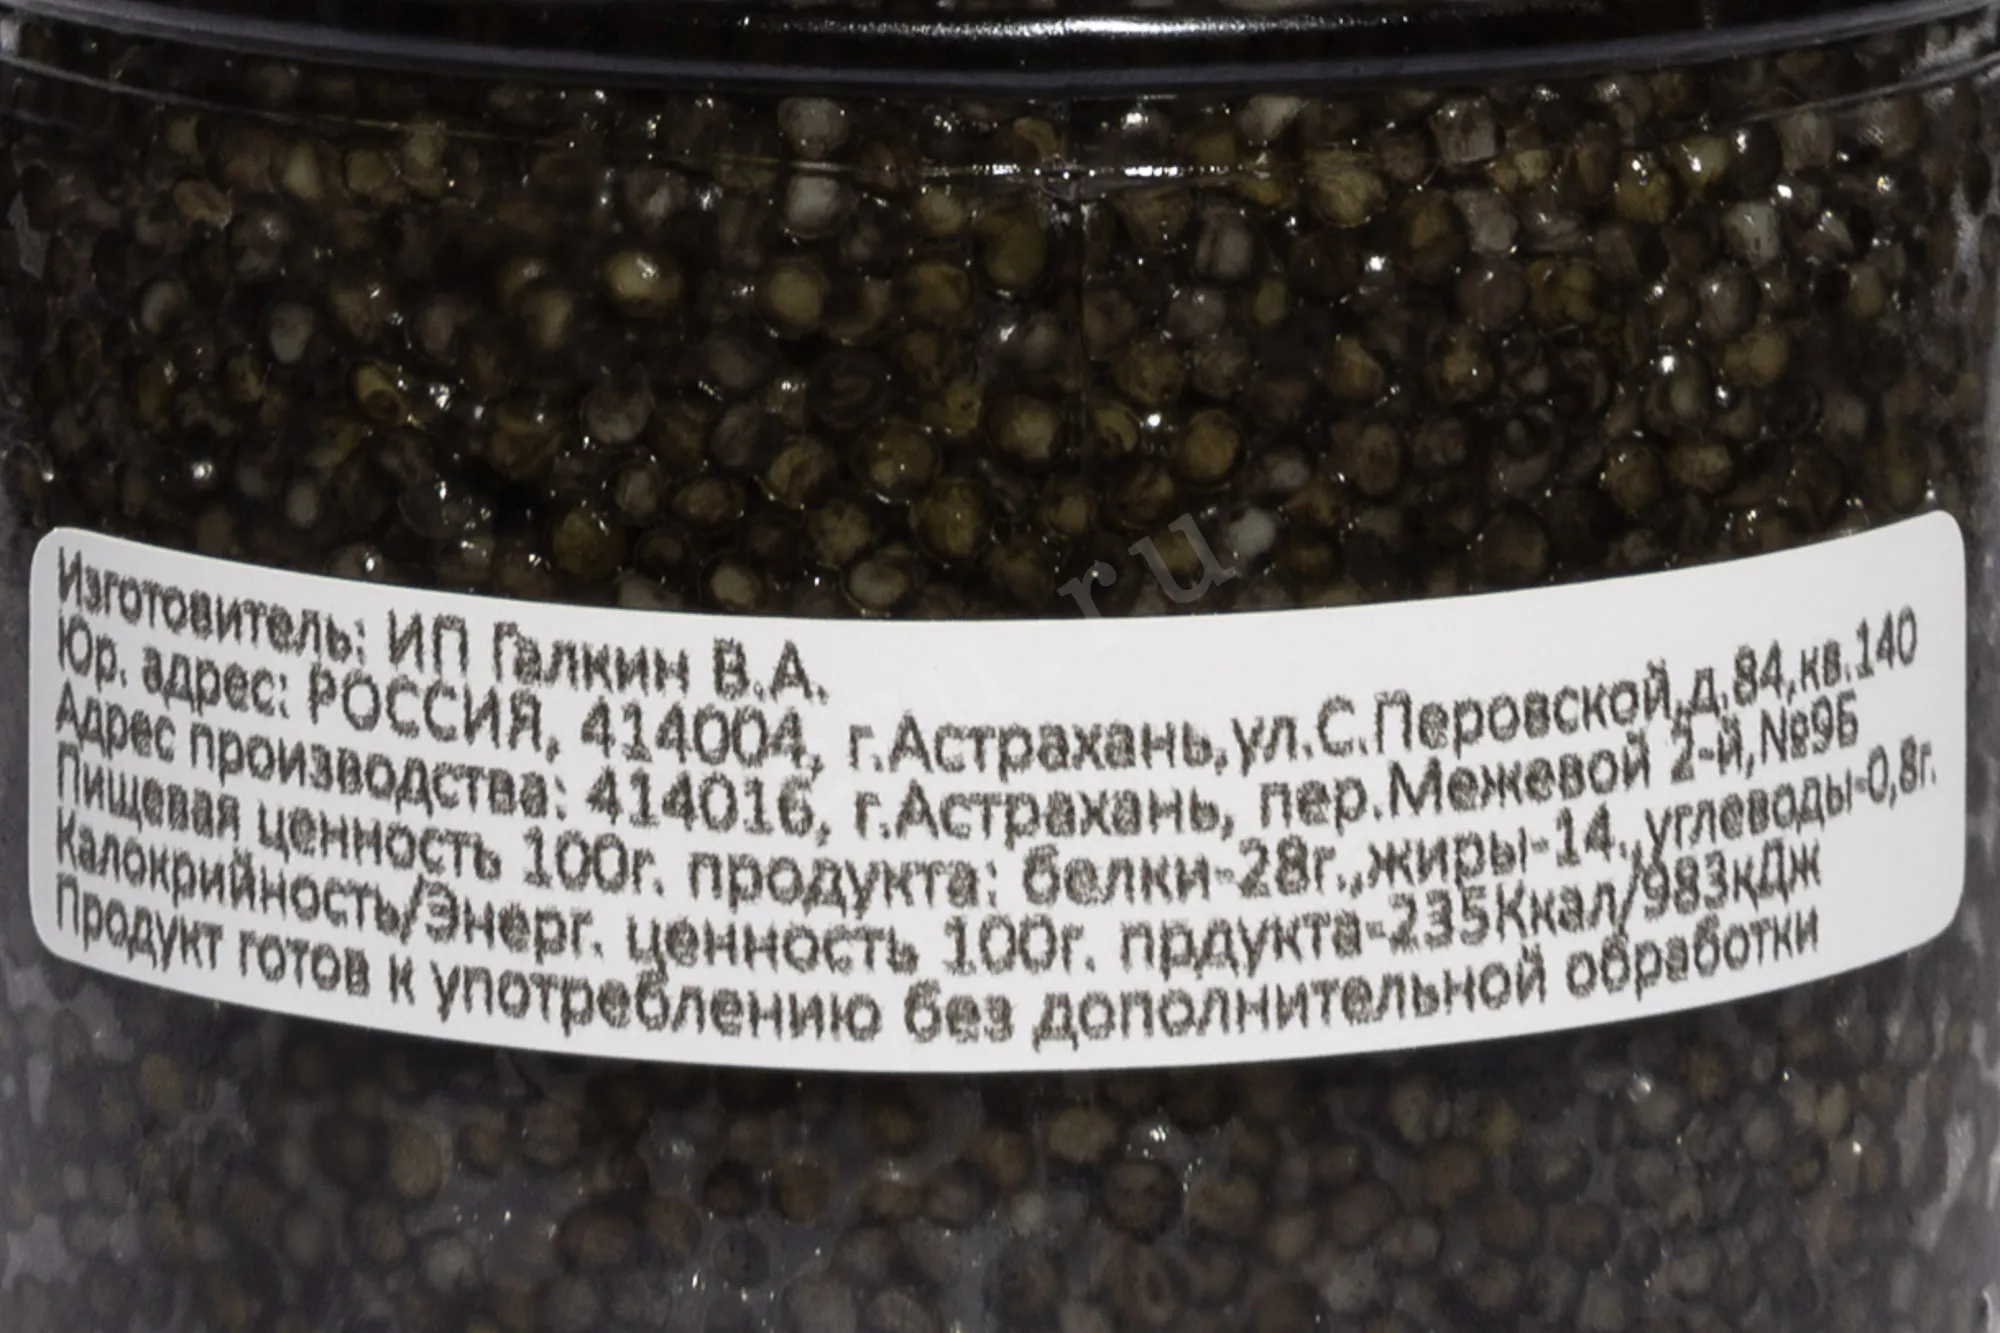 Изготовитель: ИП Галкин В.А.
Юр. адрес: РОССИЯ, 414004, г.Астрахань,ул.С.Перовской,д.84,кв.140
Адрес производства: 414016, г.Астрахань, пер.Межевой 2-й,№9Б
Пищевая ценность 100г. продукта: белки-28г.,жиры-14.,углеводы-0,8г.
Калокрийность/Энерг. ценность 100г. прдукта-235Ккал/983кДж
Продукт готов к употреблению без дополнительной обработки
.ru